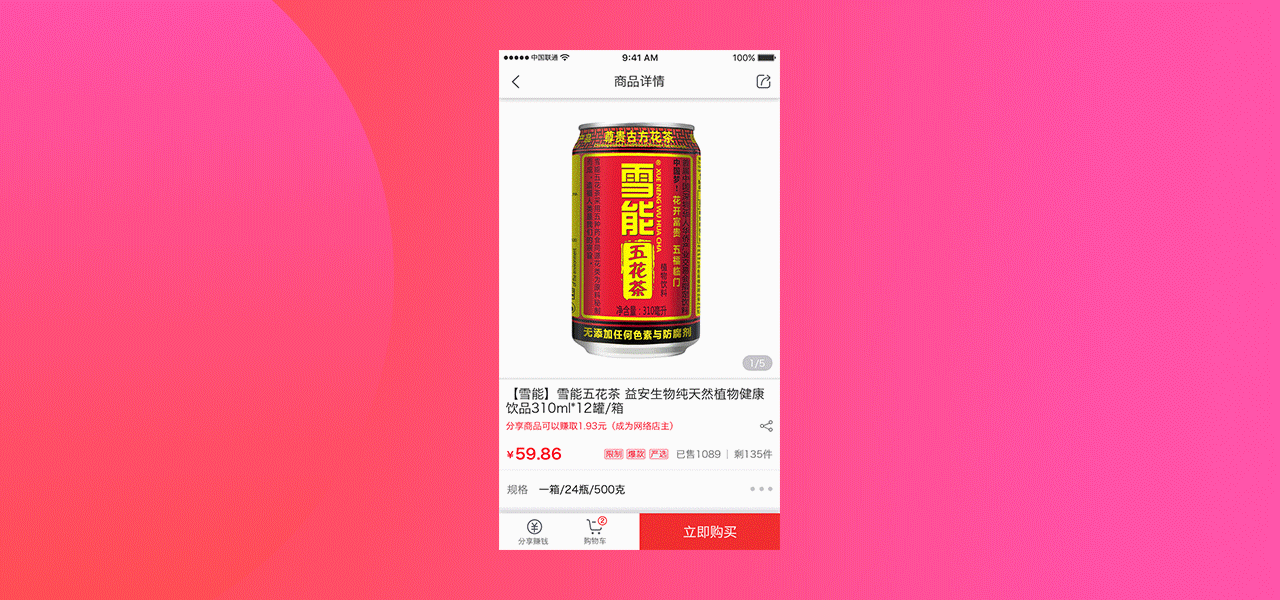 中国联通
9:41 AM
100%
商品详情
尊贵古方花茶
雪能
®
XUE NENG WU HUA CHA
五花茶
植物饮料
中国梦!花开富贵 五福临门
净含量:310毫升
无添加任何色素与防腐剂
1/5
【雪能】雪能五花茶 益安生物纯天然植物健康
饮品310ml*12罐/箱
分享商品可以赚取1.93元(成为网络店主)
¥59.86
限制 爆款 严选 已售1089 | 剩135件
规格 一箱/24瓶/500克
分享赚钱
2
购物车
立即购买